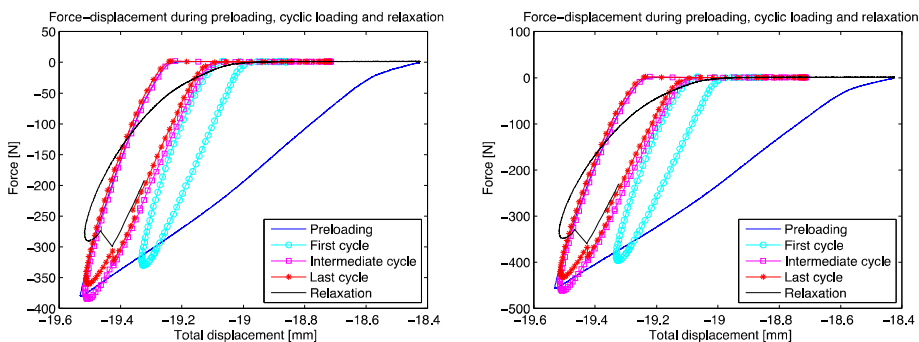 Force−displacement during preloading, cyclic loading and relaxation
50
0
−50
−100
−150
−200
−250
−300
−350
−400
Force [N]
Preloading
First cycle
Intermediate cycle
Last cycle
Relaxation
−19.6
−19.4
−19.2
−19
−18.8
−18.6
−18.4
Total displacement [mm]
Force−displacement during preloading, cyclic loading and relaxation
100
0
−100
−200
−300
−400
−500
Force [N]
Preloading
First cycle
Intermediate cycle
Last cycle
Relaxation
−19.6
−19.4
−19.2
−19
−18.8
−18.6
−18.4
Total displacement [mm]